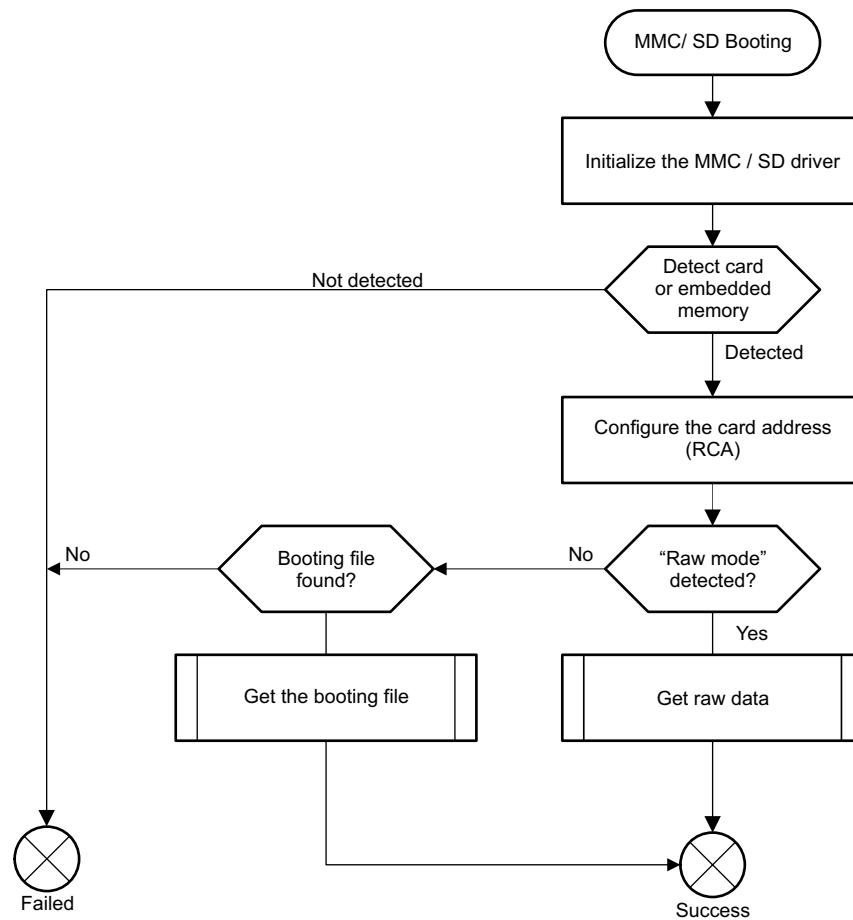 MMC/ SD Booting
Initialize the MMC / SD driver
Detect card
or embedded
memory
Not detected
Detected
Configure the card address
(RCA)
No
Booting file
found?
No
“Raw mode”
detected?
Yes
Get the booting file
Get raw data
Failed
Success